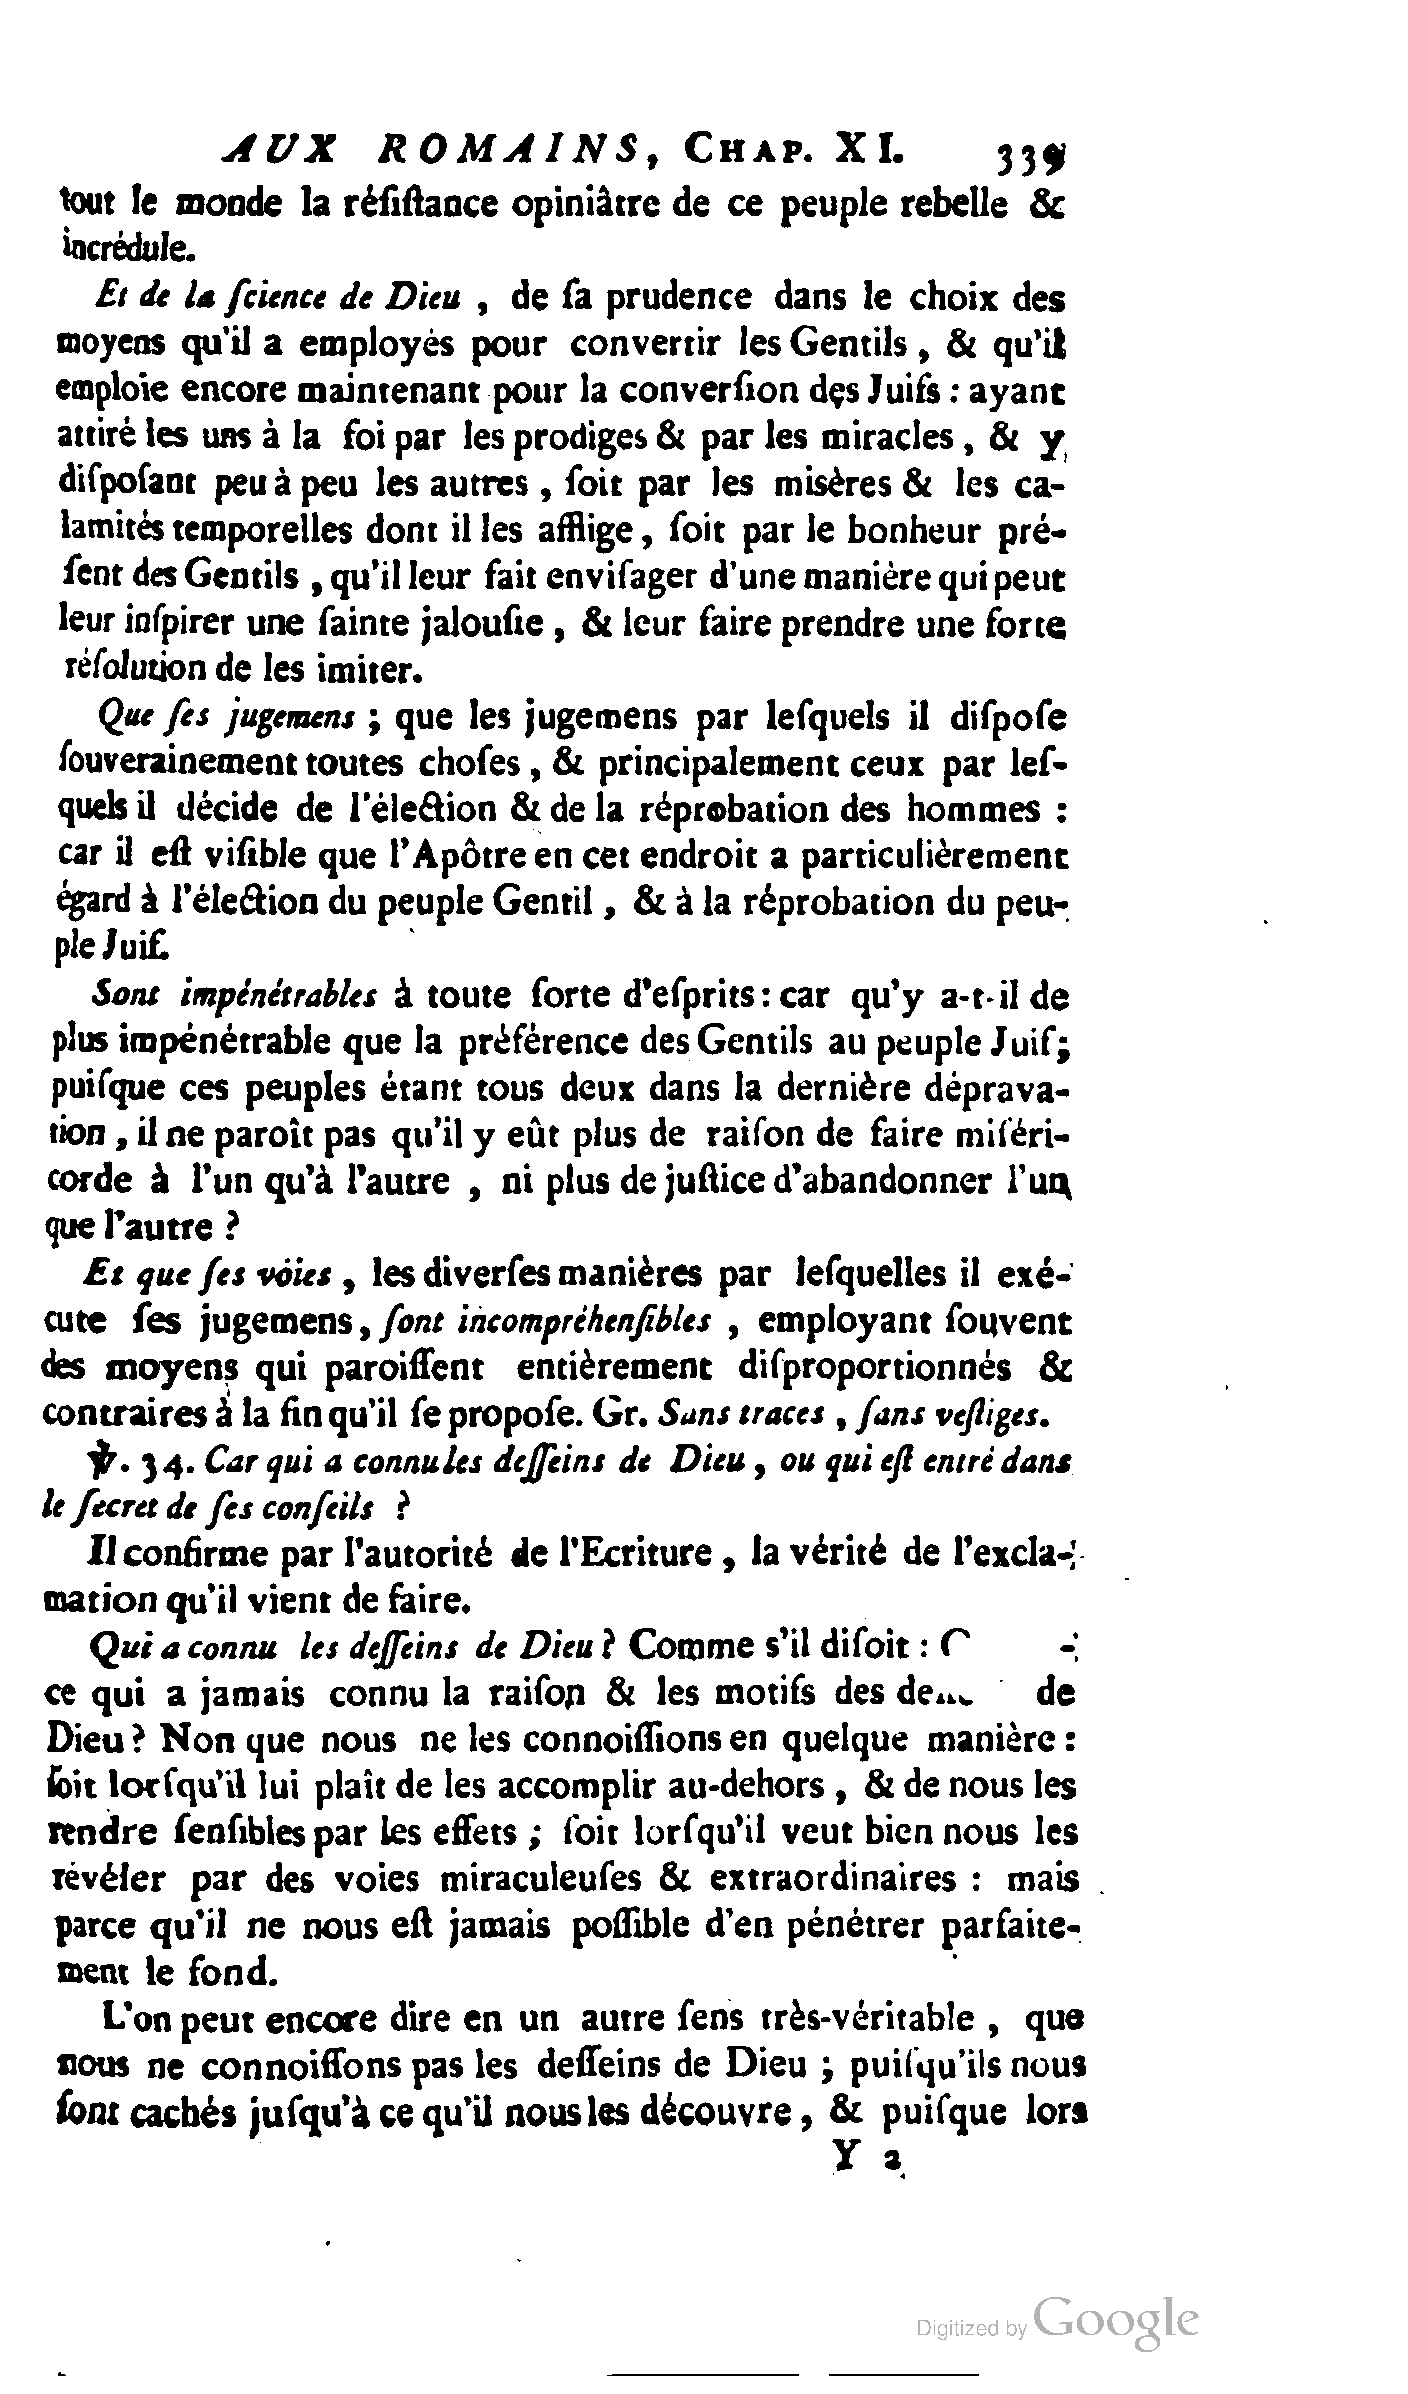 AUX ROMAINS, CHAP. XI. 339
tout le monde la réſiſtance opiniâtre de ce peuple rebelle &
incrédule.
Et de la ſcience de Dieu , de ſa prudence dans le choix des
moyens qu'il a employés pour convertir les Gentils , & qu'il
emploie encore maintenant pour la converſion des Juifs : ayant
attiré les uns à la foi par les prodiges & par les miracles , & y
diſpoſant peu à peu les autres , ſoit par les misères & les ca-
lamités temporelles dont il les afflige , ſoit par le bonheur pré-
ſent des Gentils , qu'il leur fait enviſager d'une manière qui peut
leur inſpirer une ſainte jalouſie , & leur faire prendre une forte
réſolution de les imiter.
Que ſes jugemens ; que les jugemens par leſquels il diſpoſe
ſouverainement toutes choſes , & principalement ceux par leſ-
quels il décide de l'élection & de la réprobation des hommes :
car il eſt viſible que l'Apôtre en cet endroit a particulièrement
égard à l'élection du peuple Gentil , & à la réprobation du peu-
ple Juif.
Sont impénétrables à toute ſorte d'eſprits : car qu'y a-t-il de
plus impénétrable que la préférence des Gentils au peuple Juif ;
puiſque ces peuples étant tous deux dans la dernière déprava-
tion , il ne paroît pas qu'il y eût plus de raiſon de faire miſéri-
corde à l'un qu'à l'autre , ni plus de juſtice d'abandonner l'un
que l'autre ?
Et que ſes voies , les diverſes manières par leſquelles il exé-
cute ſes jugemens , ſont incompréhenſibles , employant ſouvent
des moyens qui paroiſſent entièrement diſproportionnés &
contraires à la fin qu'il ſe propoſe. Gr. Sans traces , ſans veſtiges.
℣. 34. Car qui a connu les deſſeins de Dieu , ou qui eſt entré dans
le ſecret de ſes conſeils ?
Il confirme par l'autorité de l'Ecriture , la vérité de l'excla-
mation qu'il vient de faire.
Qui a connu les deſſeins de Dieu ? Comme s'il diſoit :
ce qui a jamais connu la raiſon & les motifs des de
Dieu ? Non que nous ne les connoiſſions en quelque manière :
ſoit lorſqu'il lui plaît de les accomplir au-dehors , & de nous les
rendre ſenſibles par les effets ; ſoit lorſqu'il veut bien nous les
révéler par des voies miraculeuſes & extraordinaires : mais
parce qu'il ne nous eſt jamais poſſible d'en pénétrer parfaite-
ment le fond.
L'on peut encore dire en un autre ſens très-véritable , que
nous ne connoiſſons pas les deſſeins de Dieu ; puiſqu'ils nous
ſont cachés juſqu'à ce qu'il nous les découvre , & puiſque lors
Y 2
Digitized by Google